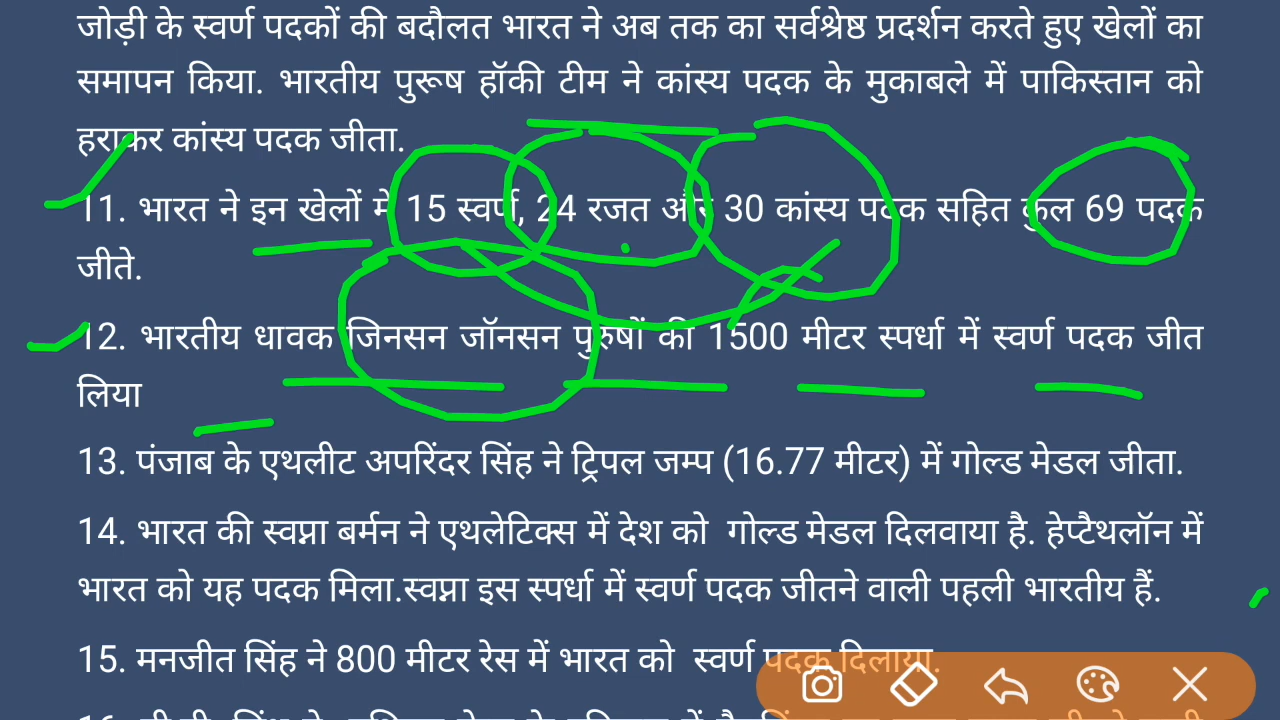 जोड़ी के स्वर्ण पदकों की बदौलत भारत ने अब तक का सर्वश्रेष्ठ प्रदर्शन करते हुए खेलों का
समापन किया. भारतीय पुरूष हॉकी टीम ने कांस्य पदक के मुकाबले में पाकिस्तान को
हराकर कांस्य पदक जीता.
11. भारत ने इन खेलों में 15 स्वर्ण, 24 रजत और 30 कांस्य पदक सहित कुल 69 पदक
जीते.
12. भारतीय धावक जिनसन जॉनसन पुरुषों की 1500 मीटर स्पर्धा में स्वर्ण पदक जीत
लिया
13. पंजाब के एथलीट अपरिंदर सिंह ने ट्रिपल जम्प (16.77 मीटर) में गोल्ड मेडल जीता.
14. भारत की स्वप्ना बर्मन ने एथलेटिक्स में देश को गोल्ड मेडल दिलवाया है. हेप्टैथलॉन में
भारत को यह पदक मिला.स्वप्ना इस स्पर्धा में स्वर्ण पदक जीतने वाली पहली भारतीय हैं.
15. मनजीत सिंह ने 800 मीटर रेस में भारत को स्वर्ण पदक दिलाया.